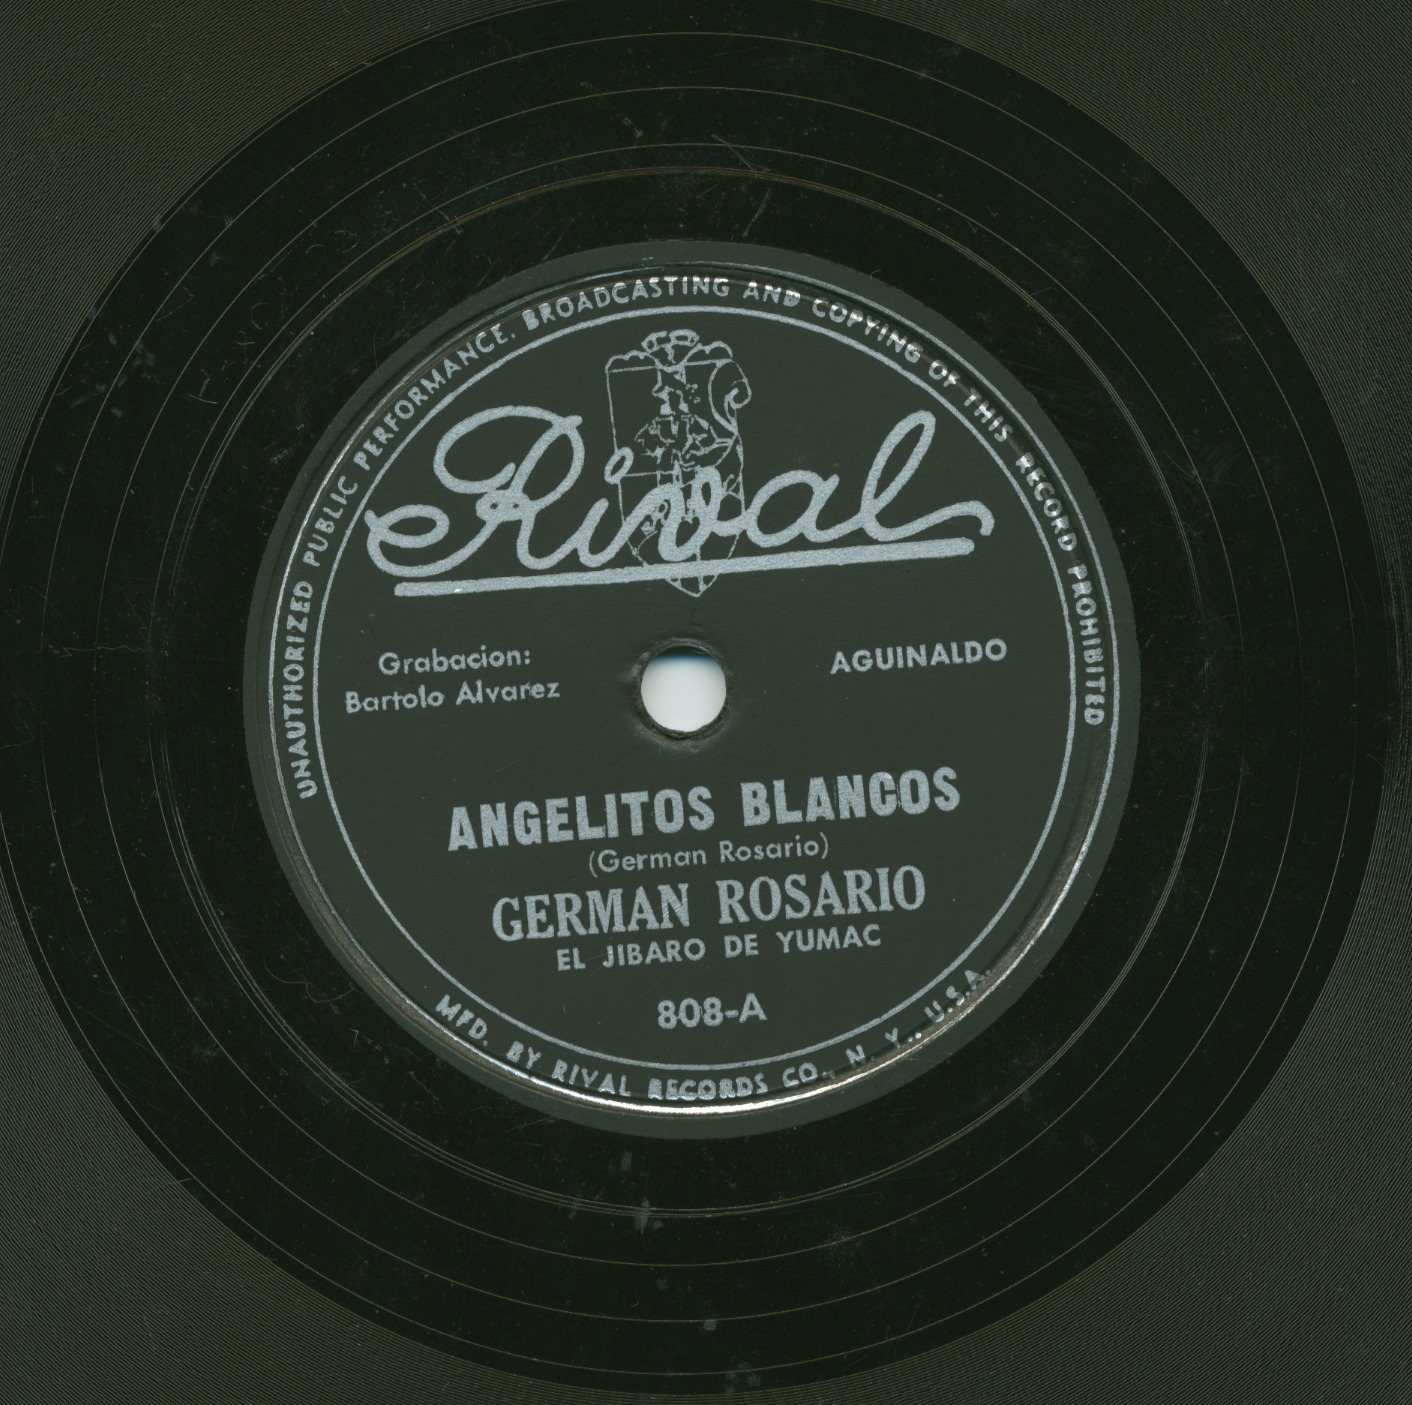 UNAUTHORIZED PUBLIC PERFORMANCE, BROADCASTING AND COPYING OF THIS RECORD PROHIBITED
Rival
Grabacion:
Bartolo Alvarez
AGUINALDO
ANGELITOS BLANCOS
(German Rosario)
GERMAN ROSARIO
EL JIBARO DE YUMAC
808-A
MFD. BY RIVAL RECORDS CO., N. Y., U.S.A.